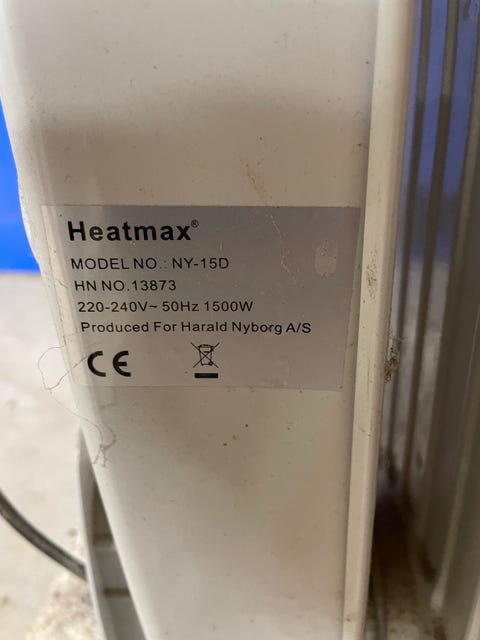 Heatmax®
MODEL NO.: NY-15D
HN NO.13873
220-240V~ 50Hz 1500W
Produced For Harald Nyborg A/S
CE